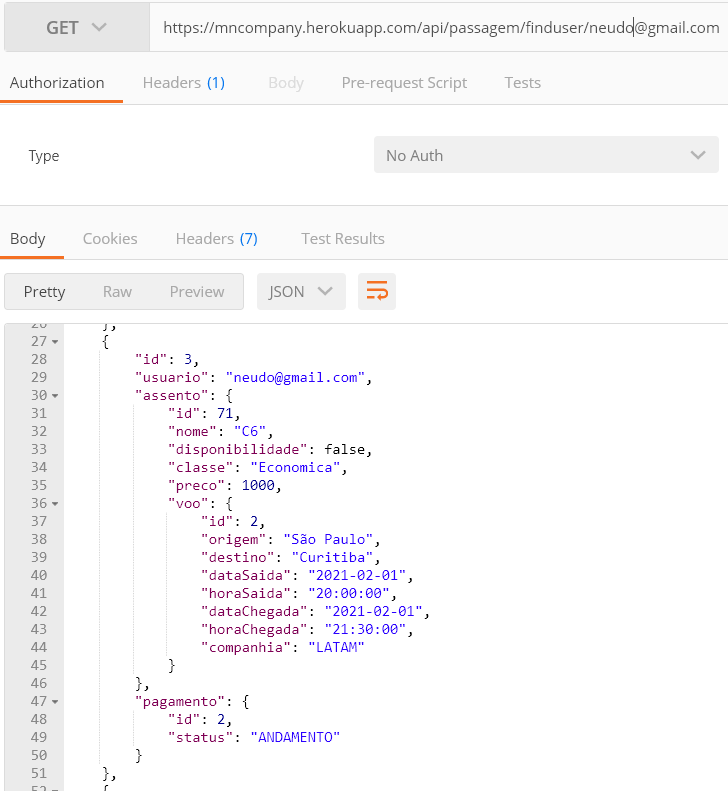 GET https://mncompany.herokuapp.com/api/passagem/finduser/neudo@gmail.com
Authorization Headers (1) Body Pre-request Script Tests
Type No Auth
Body Cookies Headers (7) Test Results
Pretty Raw Preview JSON
26 },
27 {
28 "id": 3,
29 "usuario": "neudo@gmail.com",
30 "assento": {
31 "id": 71,
32 "nome": "C6",
33 "disponibilidade": false,
34 "classe": "Economica",
35 "preco": 1000,
36 "voo": {
37 "id": 2,
38 "origem": "São Paulo",
39 "destino": "Curitiba",
40 "dataSaida": "2021-02-01",
41 "horaSaida": "20:00:00",
42 "dataChegada": "2021-02-01",
43 "horaChegada": "21:30:00",
44 "companhia": "LATAM"
45 }
46 },
47 "pagamento": {
48 "id": 2,
49 "status": "ANDAMENTO"
50 }
51 },
52 {